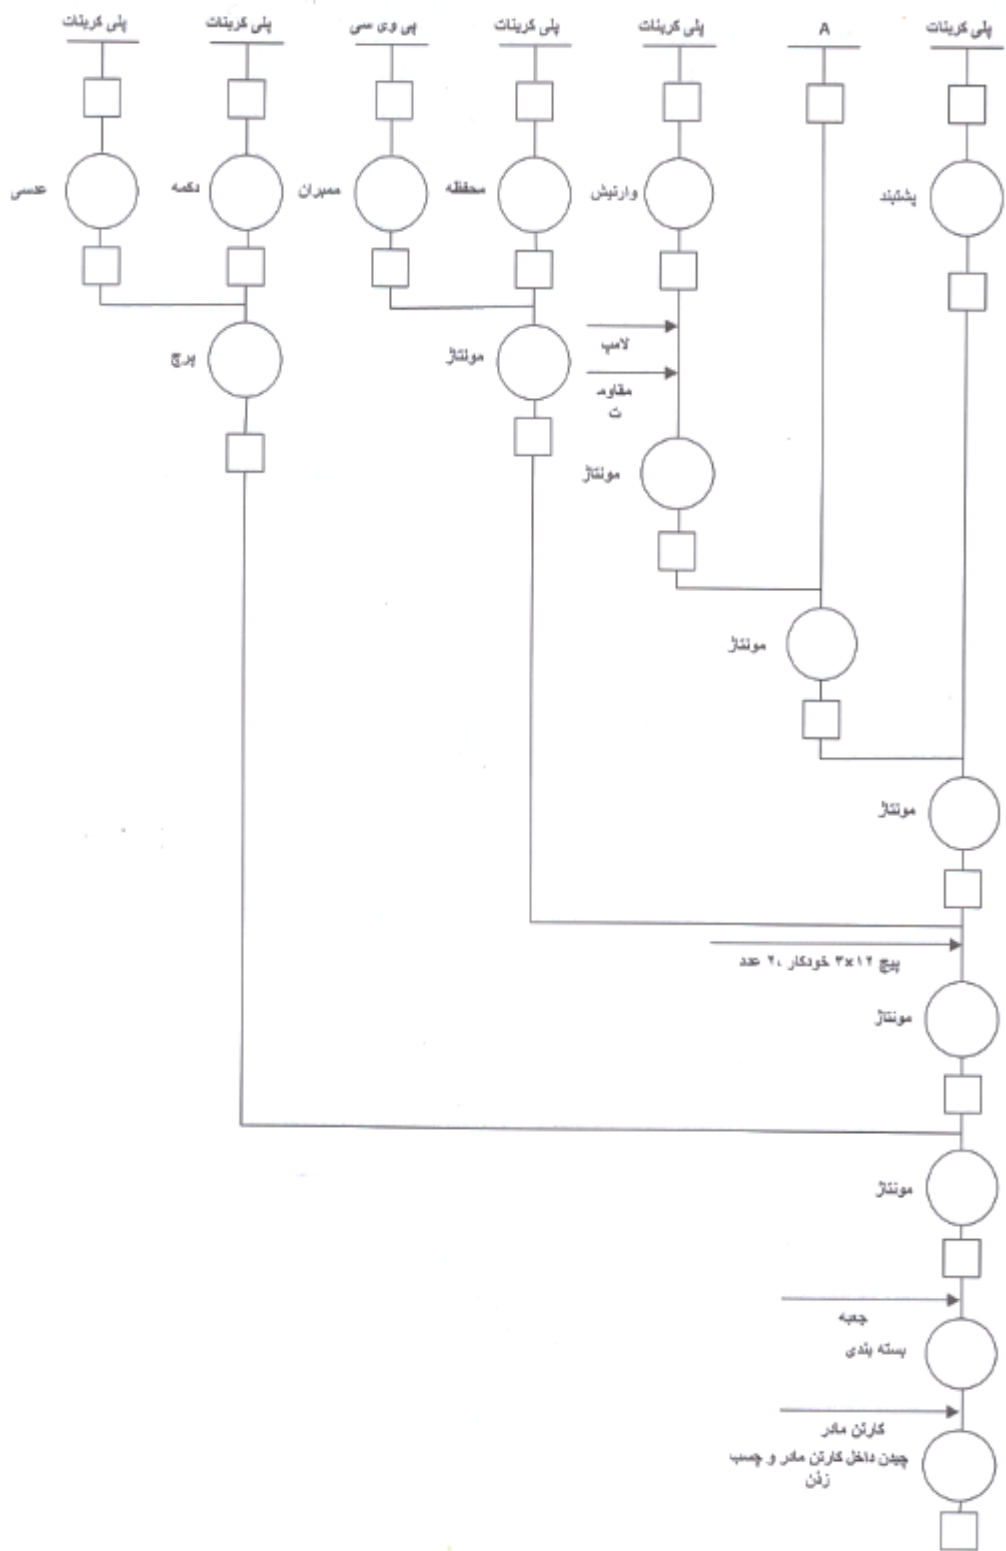 پلی کربنات
A
پلی کربنات
پلی کربنات
پی وی سی
پلی کربنات
پلی کربنات
پشتبند
وارنیش
محفظه
ممبران
دکمه
عدسی
لامپ
مقاوم
ت
مونتاژ
پرچ
مونتاژ
مونتاژ
مونتاژ
پیچ ۱۲×۳ خودکار ،۲ عدد
مونتاژ
مونتاژ
جعبه
بسته بندی
کارتن مادر
چیدن داخل کارتن مادر و چسب
زدن